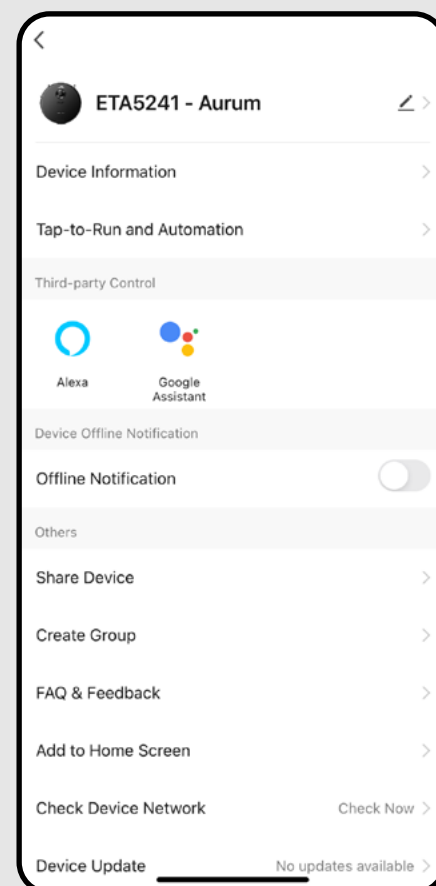 ETA5241 - Aurum
Device Information
Tap-to-Run and Automation
Third-party Control
Alexa
Google
Assistant
Device Offline Notification
Offline Notification
Others
Share Device
Create Group
FAQ & Feedback
Add to Home Screen
Check Device Network Check Now
Device Update No updates available